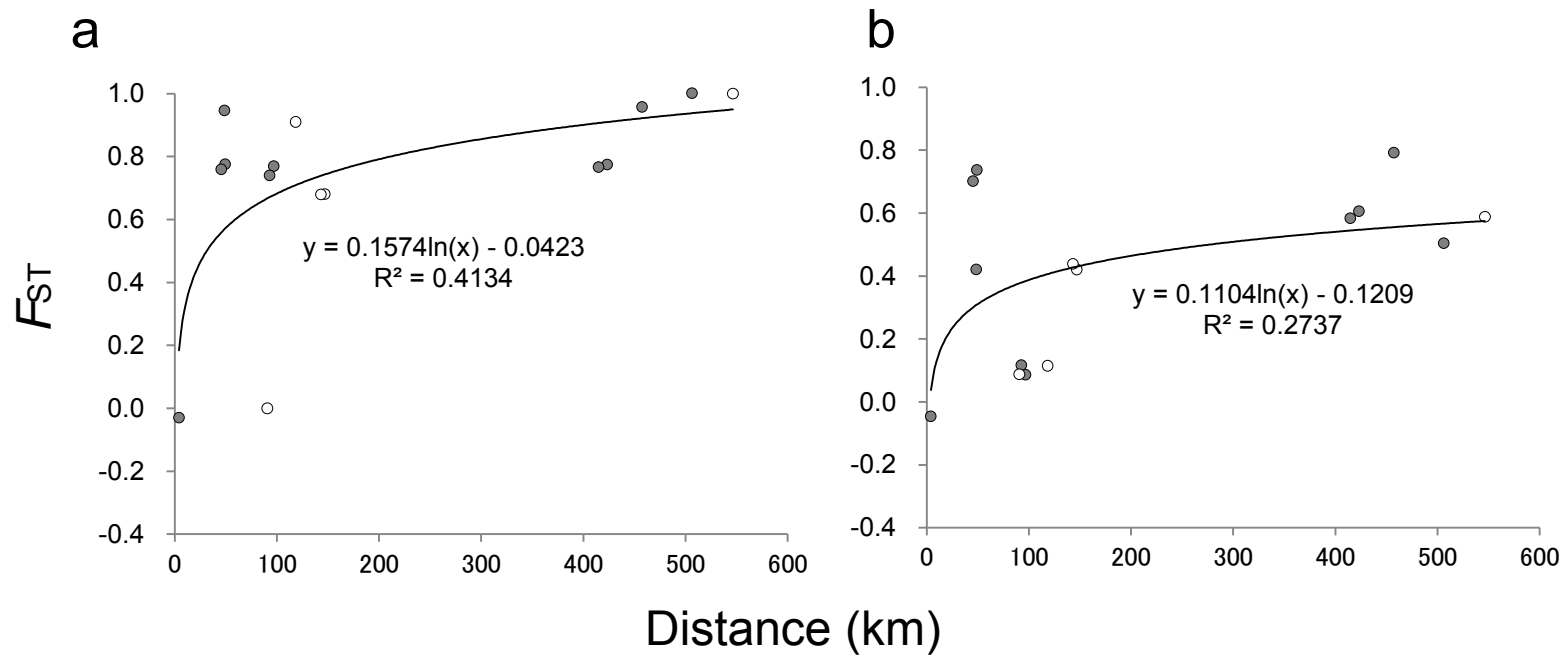 a
b
1.0
0.8
0.6
0.4
0.2
0.0
-0.2
-0.4
y = 0.1574ln(x) - 0.0423
R² = 0.4134
0 100 200 300 400 500 600
1.0
0.8
0.6
0.4
0.2
0.0
-0.2
-0.4
y = 0.1104ln(x) - 0.1209
R² = 0.2737
0 100 200 300 400 500 600
FST
Distance (km)